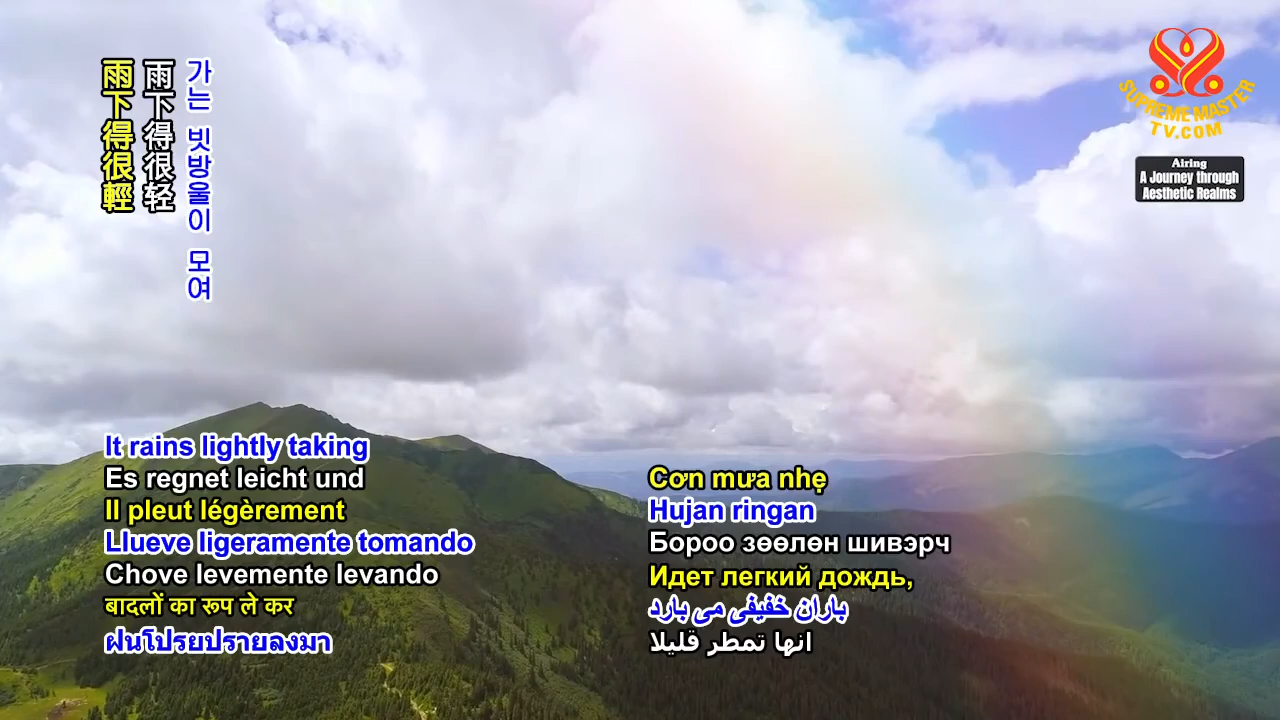 雨下得很輕
雨下得很轻
가는 빗방울이 모여
SUPREME MASTER
TV.COM
Airing
A Journey through
Aesthetic Realms
It rains lightly taking
Es regnet leicht und
Il pleut légèrement
Llueve ligeramente tomando
Chove levemente levando
बादलों का रूप ले कर
ฝนโปรยปรายลงมา
Cơn mưa nhẹ
Hujan ringan
Бороо зөөлөн шивэрч
Идет легкий дождь,
باران خفیفی می بارد
انها تمطر قليلا